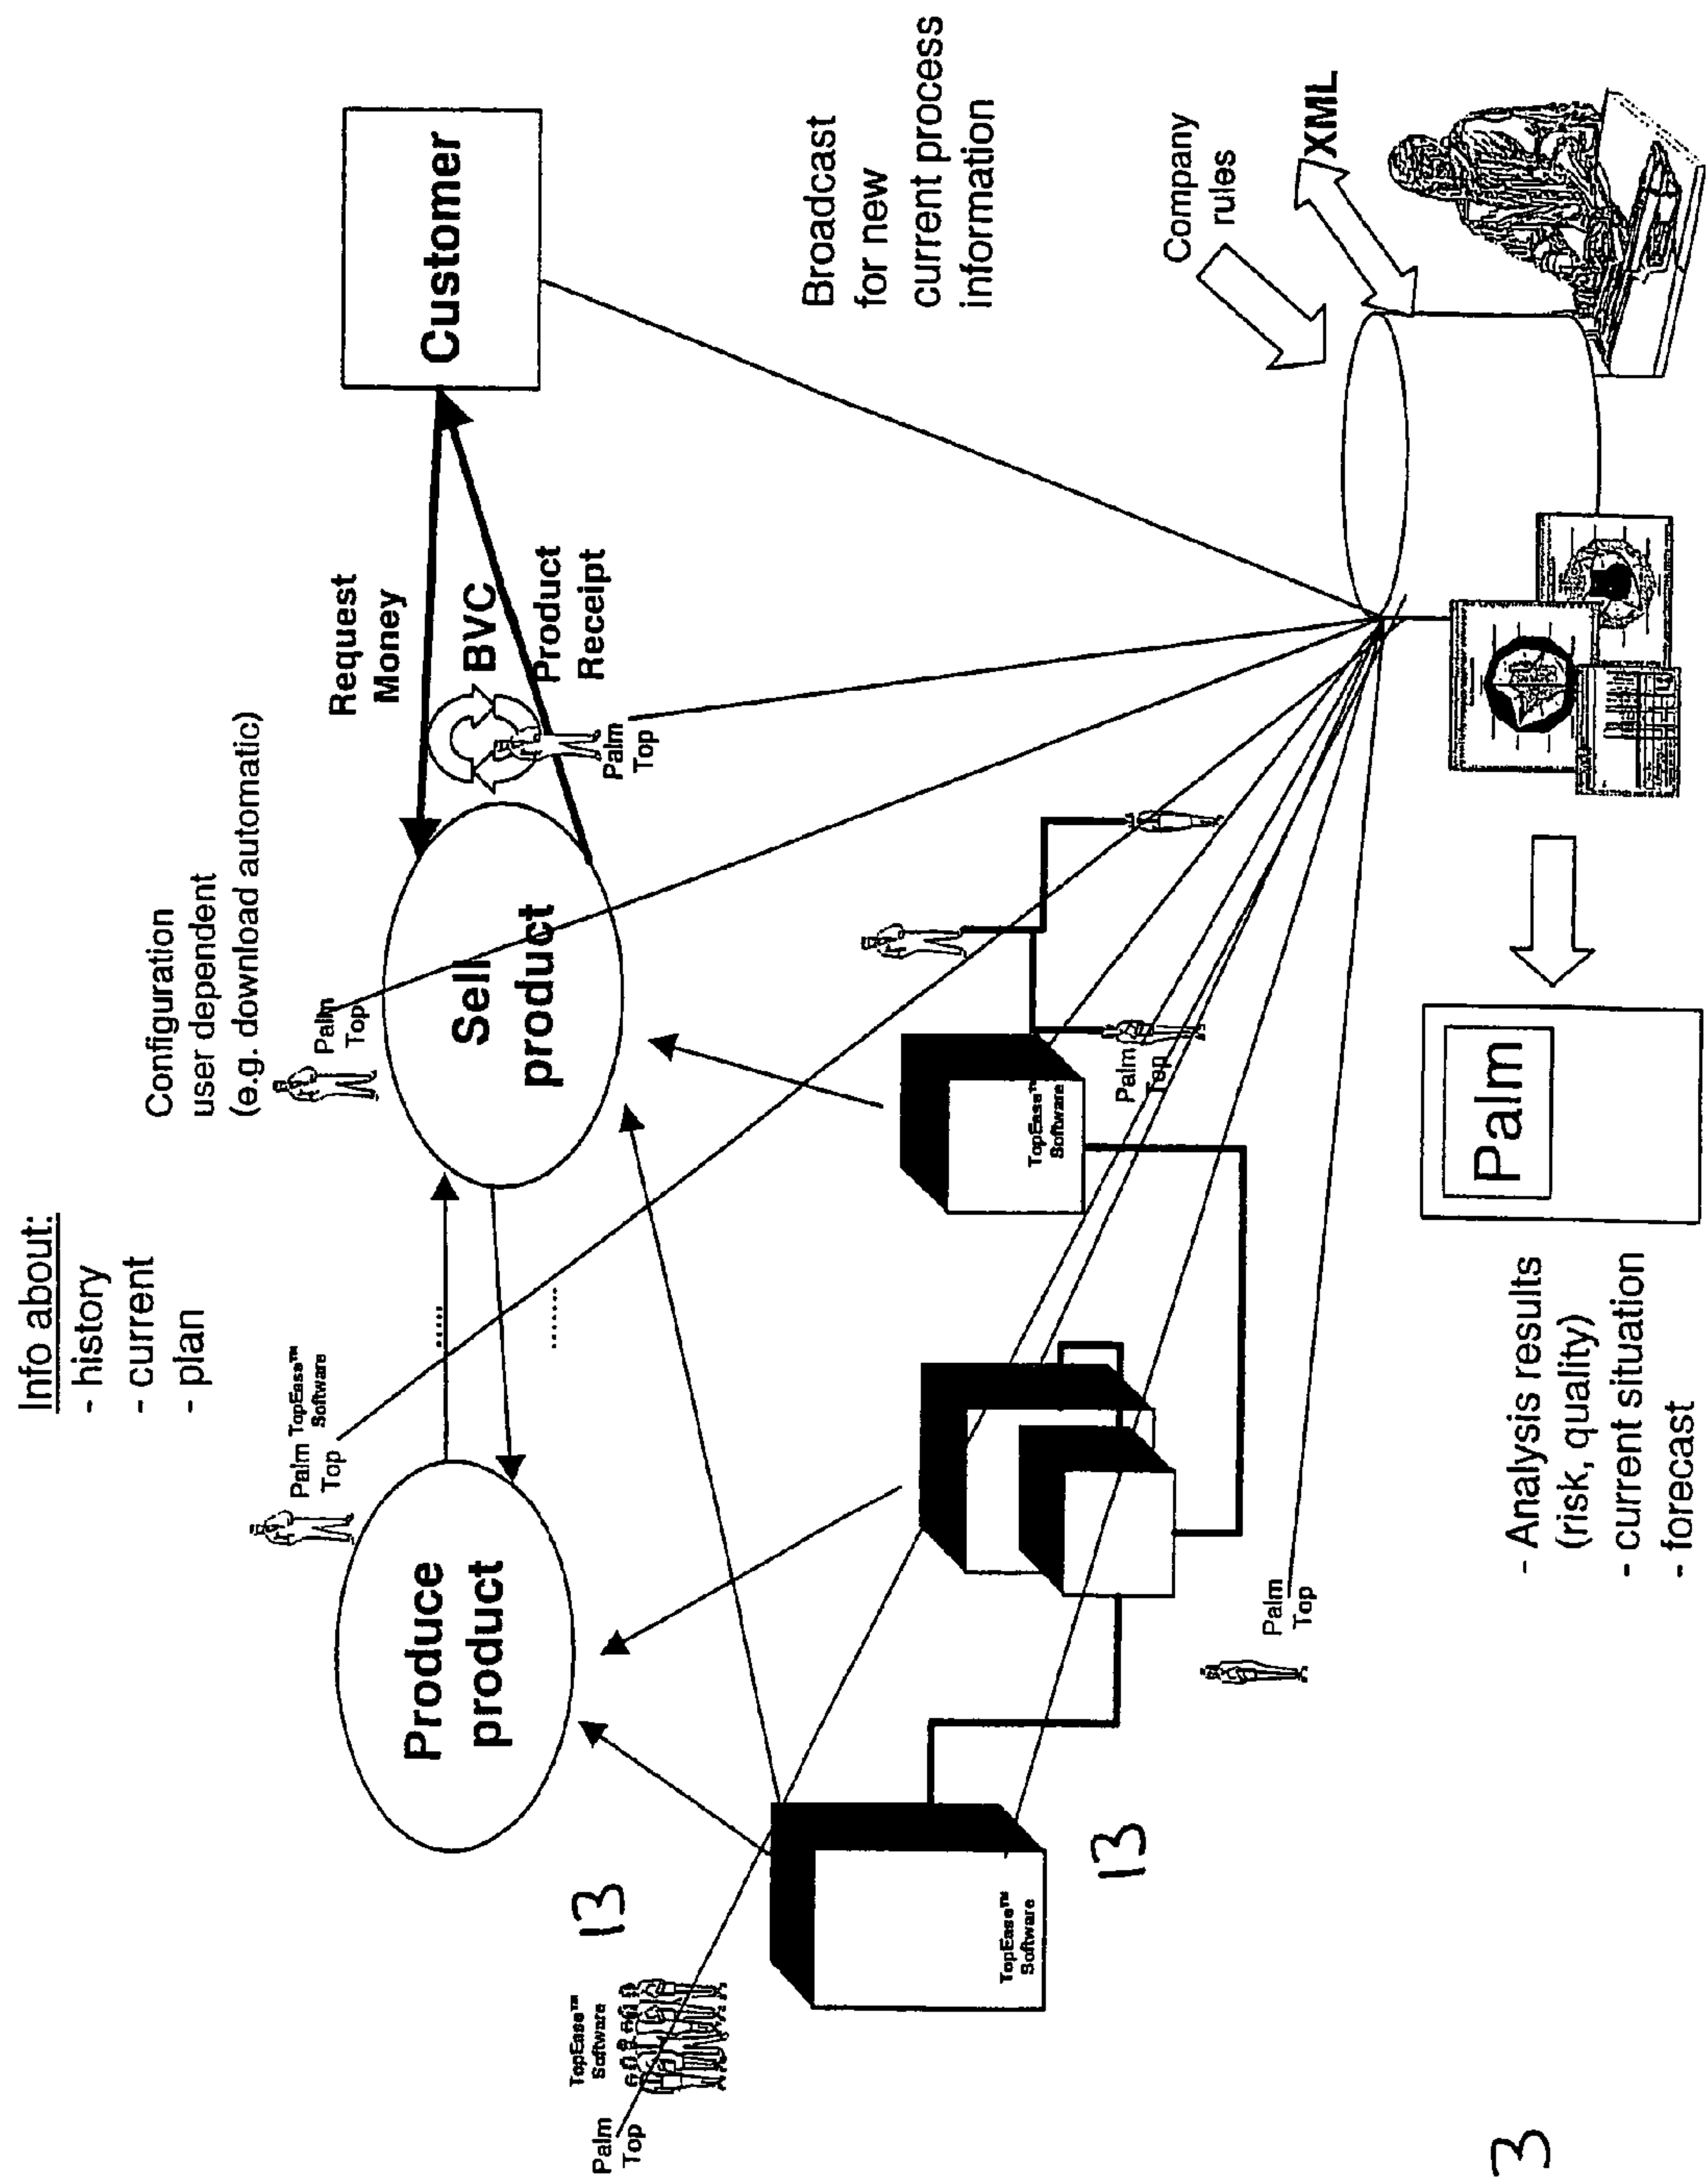 Info about:
- history
- current
- plan
Configuration
user dependent
(e.g. download automatic)
Palm
Top
TopEase™
Software
Palm
Top
Request
Money
BVC
Product
Receipt
Palm
Top
Customer
Produce
product
.....
......
Sell
product
Broadcast
for new
current process
information
TopEase™
Software
Palm
Top
13
TopEase™
Software
13
TopEase™
Software
Palm
Top
Palm
Top
Company
rules
XML
- Analysis results
(risk, quality)
- current situation
- forecast
Palm
3